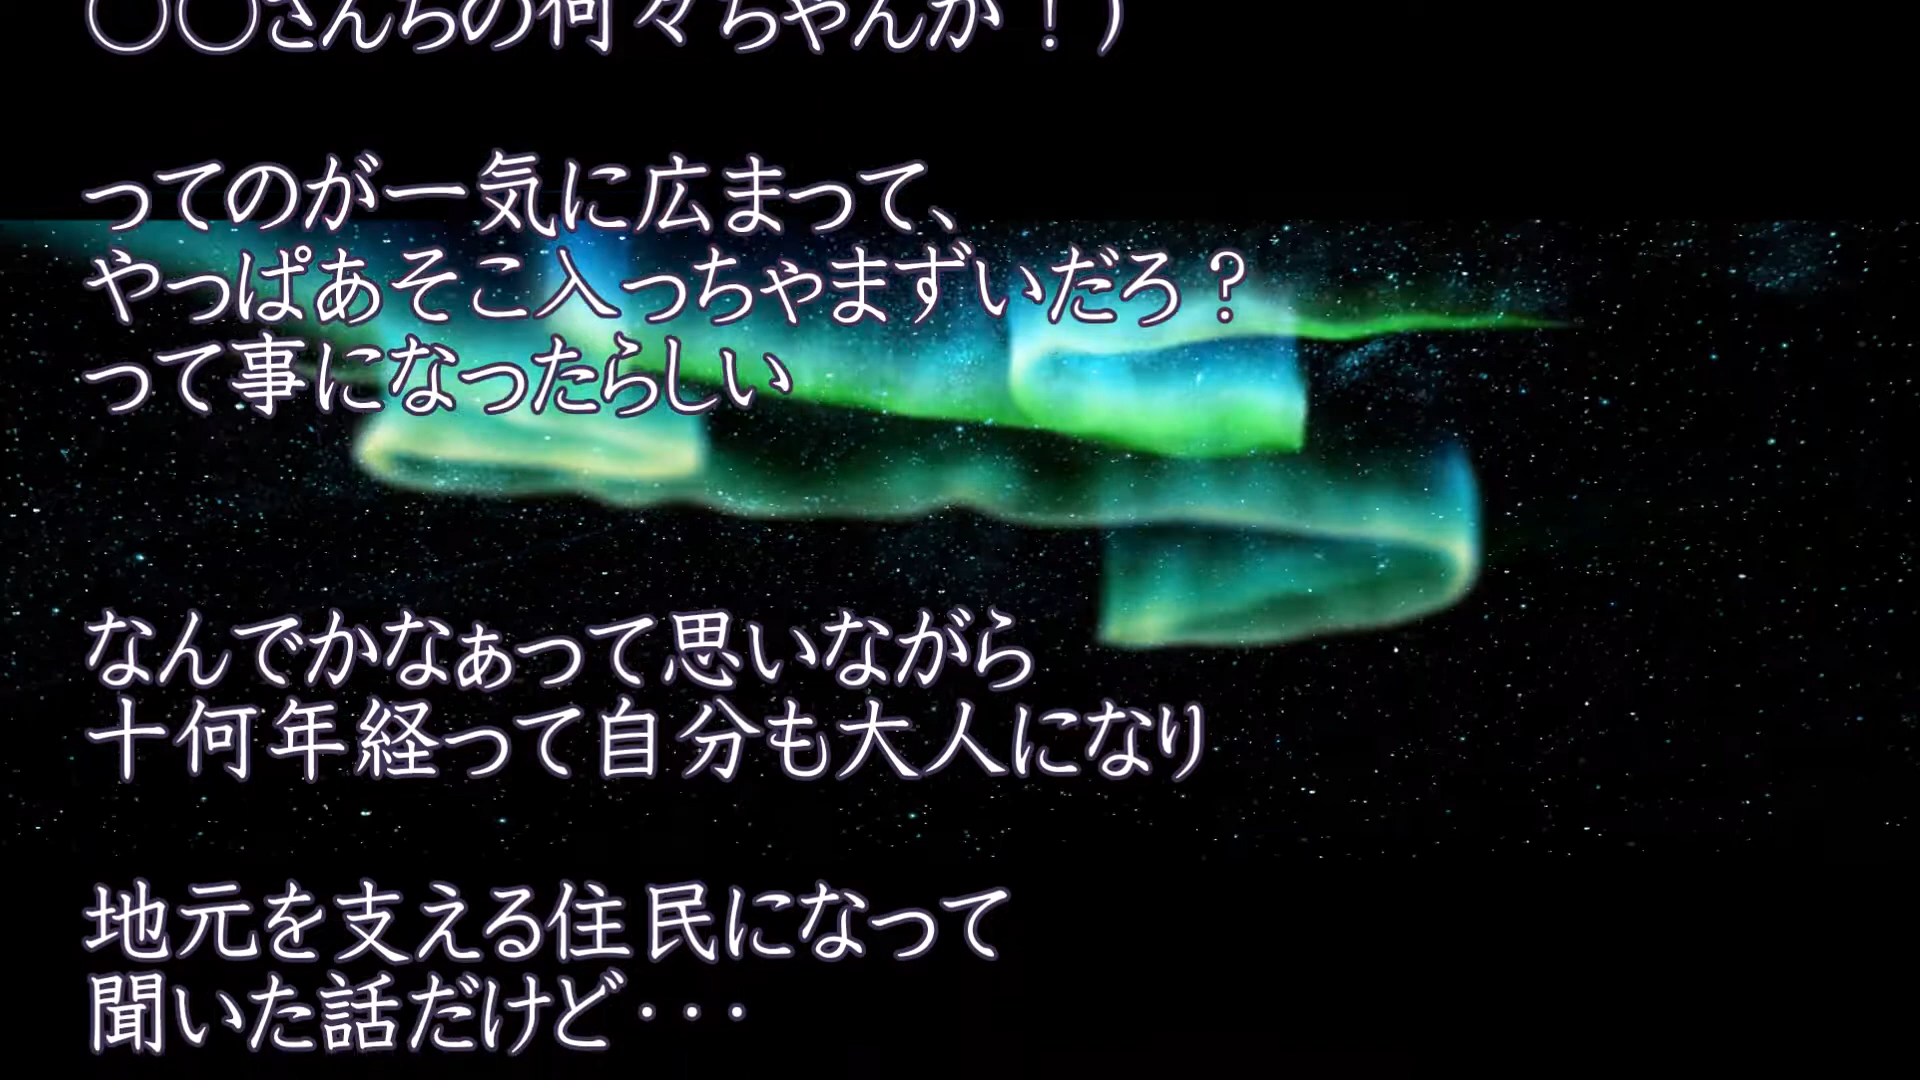 ○○さんちの何々ちゃんが！）
ってのが一気に広まって、
やっぱあそこ入っちゃまずいだろ？
って事になったらしい
なんでかなぁって思いながら
十何年経って自分も大人になり
地元を支える住民になって
聞いた話だけど･･･